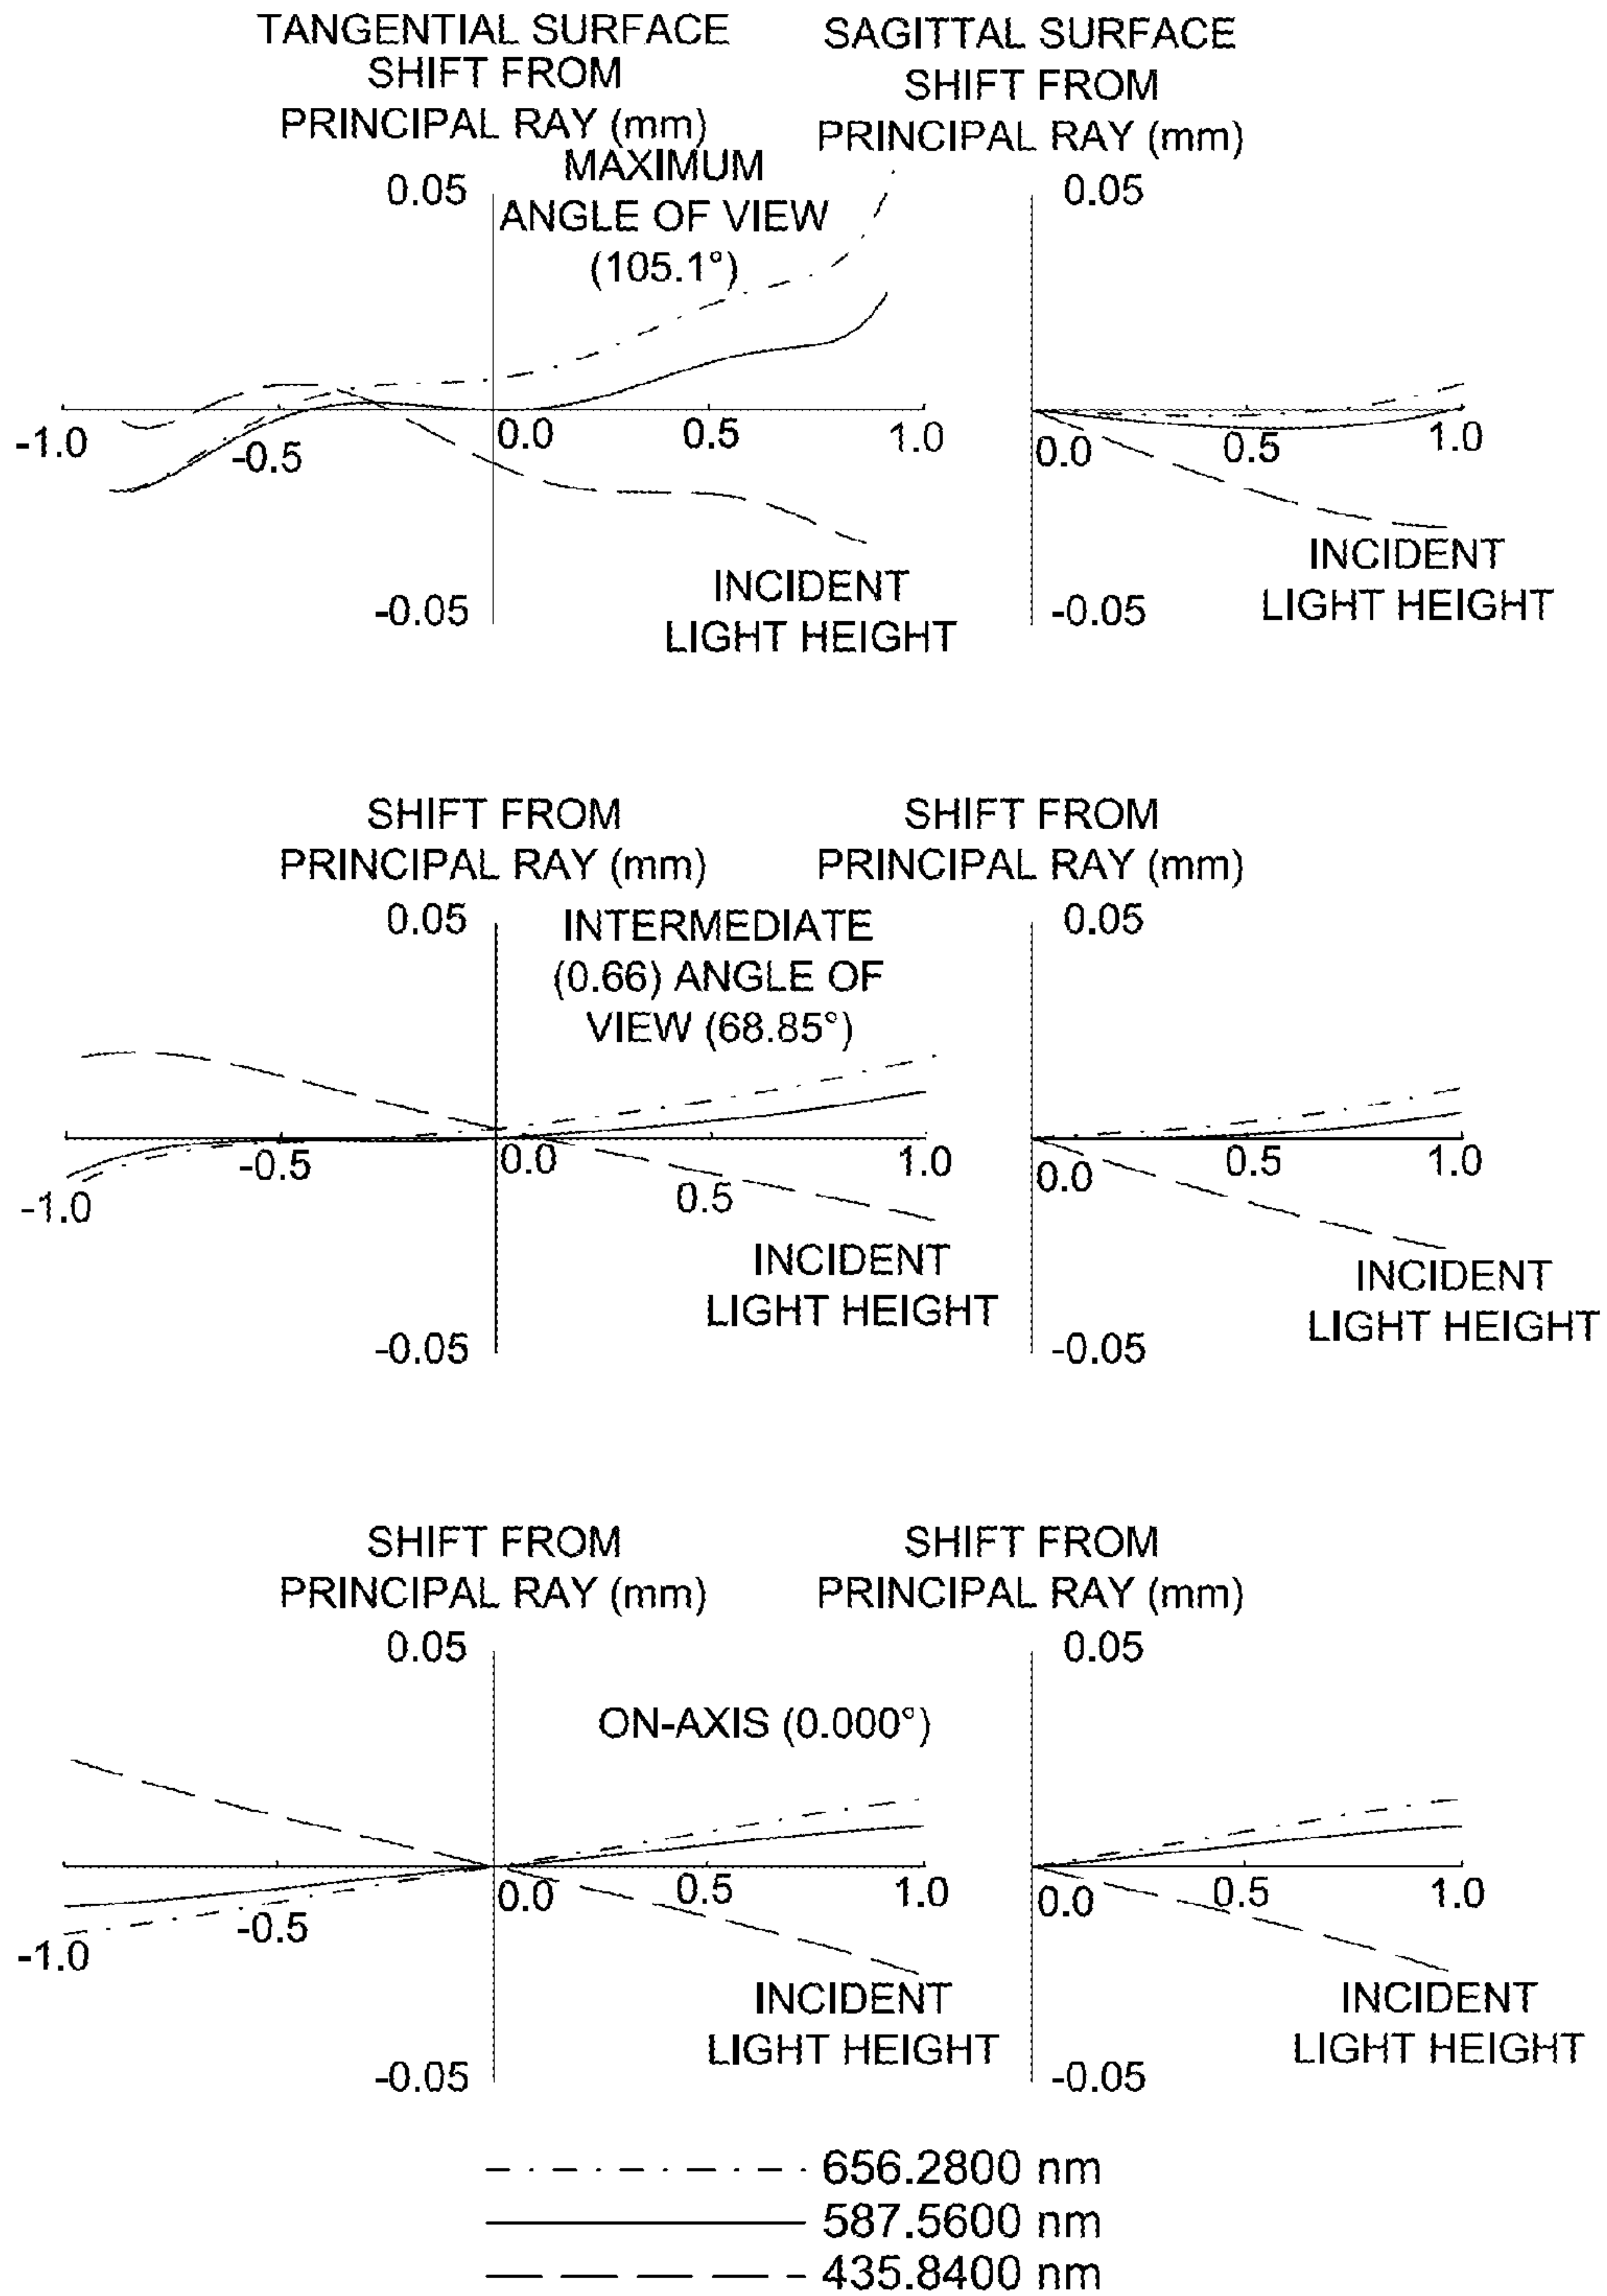 TANGENTIAL SURFACE
SHIFT FROM
PRINCIPAL RAY (mm)
SAGITTAL SURFACE
SHIFT FROM
PRINCIPAL RAY (mm)
0.05
MAXIMUM
ANGLE OF VIEW
(105.1°)
0.05
-1.0
-0.5
0.0
0.5
1.0
0.0
0.5
1.0
-0.05
INCIDENT
LIGHT HEIGHT
-0.05
INCIDENT
LIGHT HEIGHT
SHIFT FROM
PRINCIPAL RAY (mm)
SHIFT FROM
PRINCIPAL RAY (mm)
0.05
INTERMEDIATE
(0.66) ANGLE OF
VIEW (68.85°)
0.05
-1.0
-0.5
0.0
0.5
1.0
0.0
0.5
1.0
INCIDENT
LIGHT HEIGHT
-0.05
INCIDENT
LIGHT HEIGHT
-0.05
SHIFT FROM
PRINCIPAL RAY (mm)
SHIFT FROM
PRINCIPAL RAY (mm)
0.05
ON-AXIS (0.000°)
0.05
-1.0
-0.5
0.0
0.5
1.0
0.0
0.5
1.0
INCIDENT
LIGHT HEIGHT
-0.05
INCIDENT
LIGHT HEIGHT
-0.05
656.2800 nm
587.5600 nm
435.8400 nm